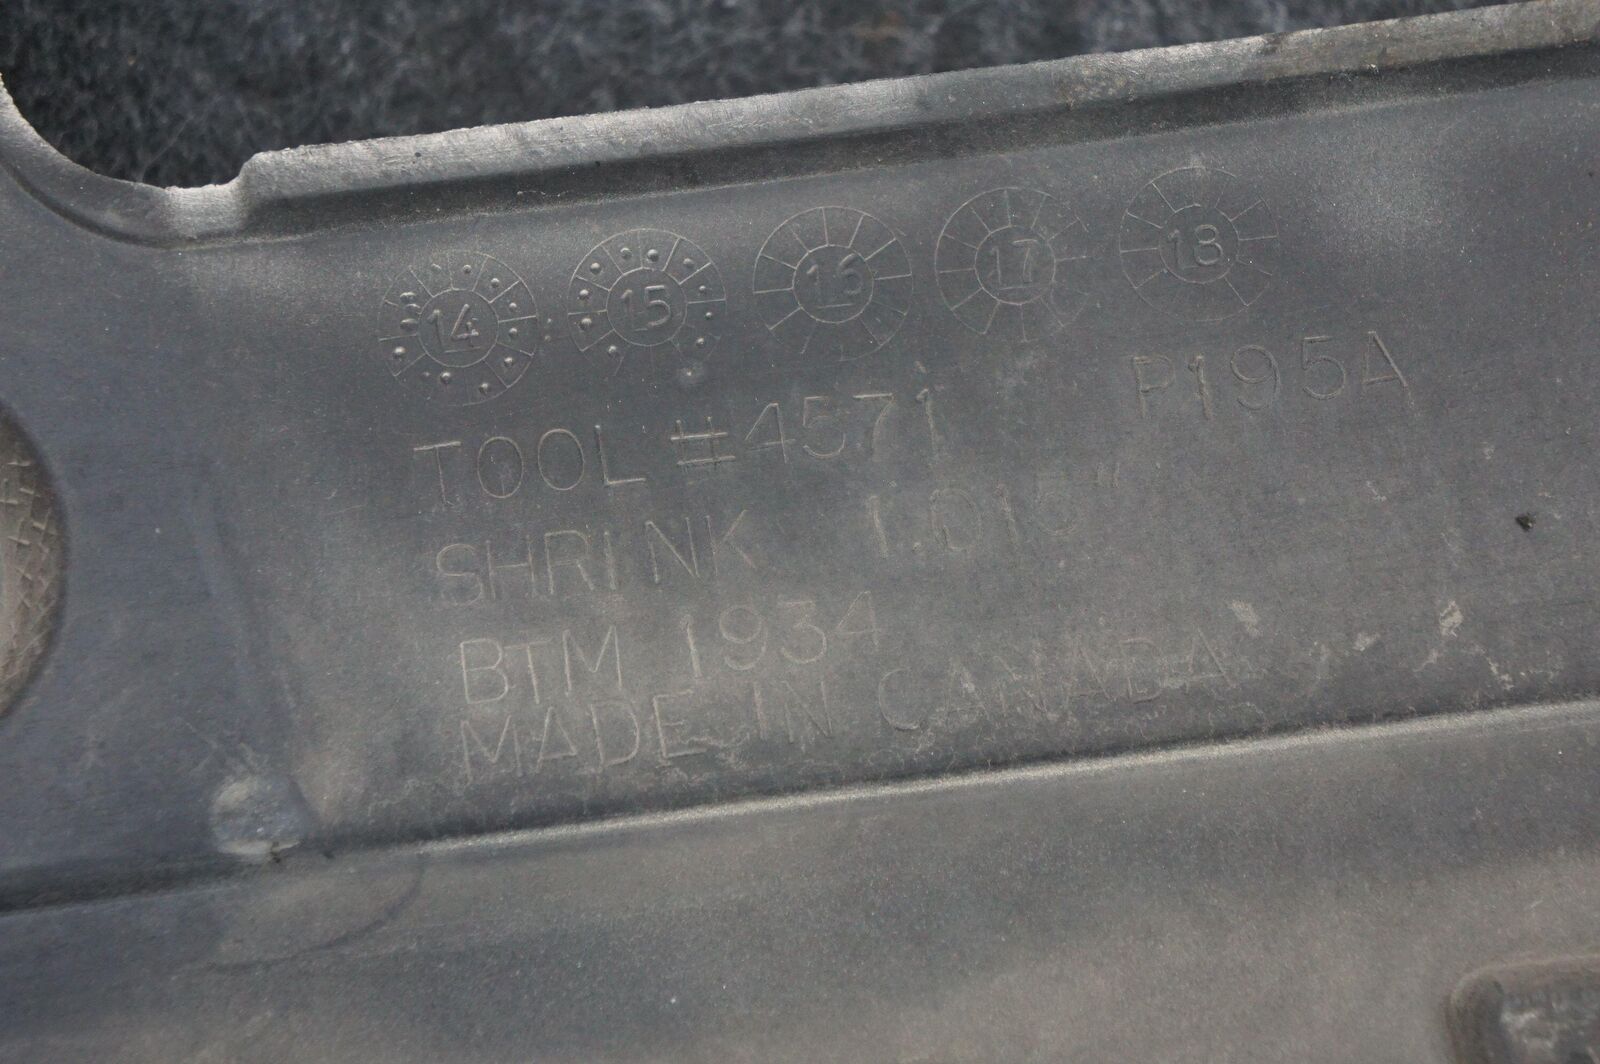 14 15 16 17 18
TOOL #4571 P195A
SHRINK 1.015"
BTM 1934
MADE IN CANADA